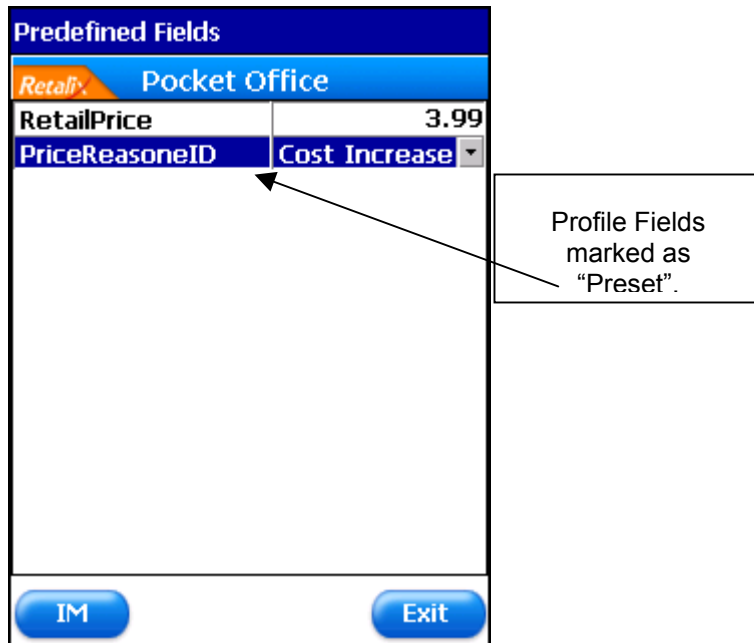 Predefined Fields
Retalix Pocket Office
RetailPrice 3.99
PriceReasoneID Cost Increase
Profile Fields
marked as
“Preset”.
IM Exit